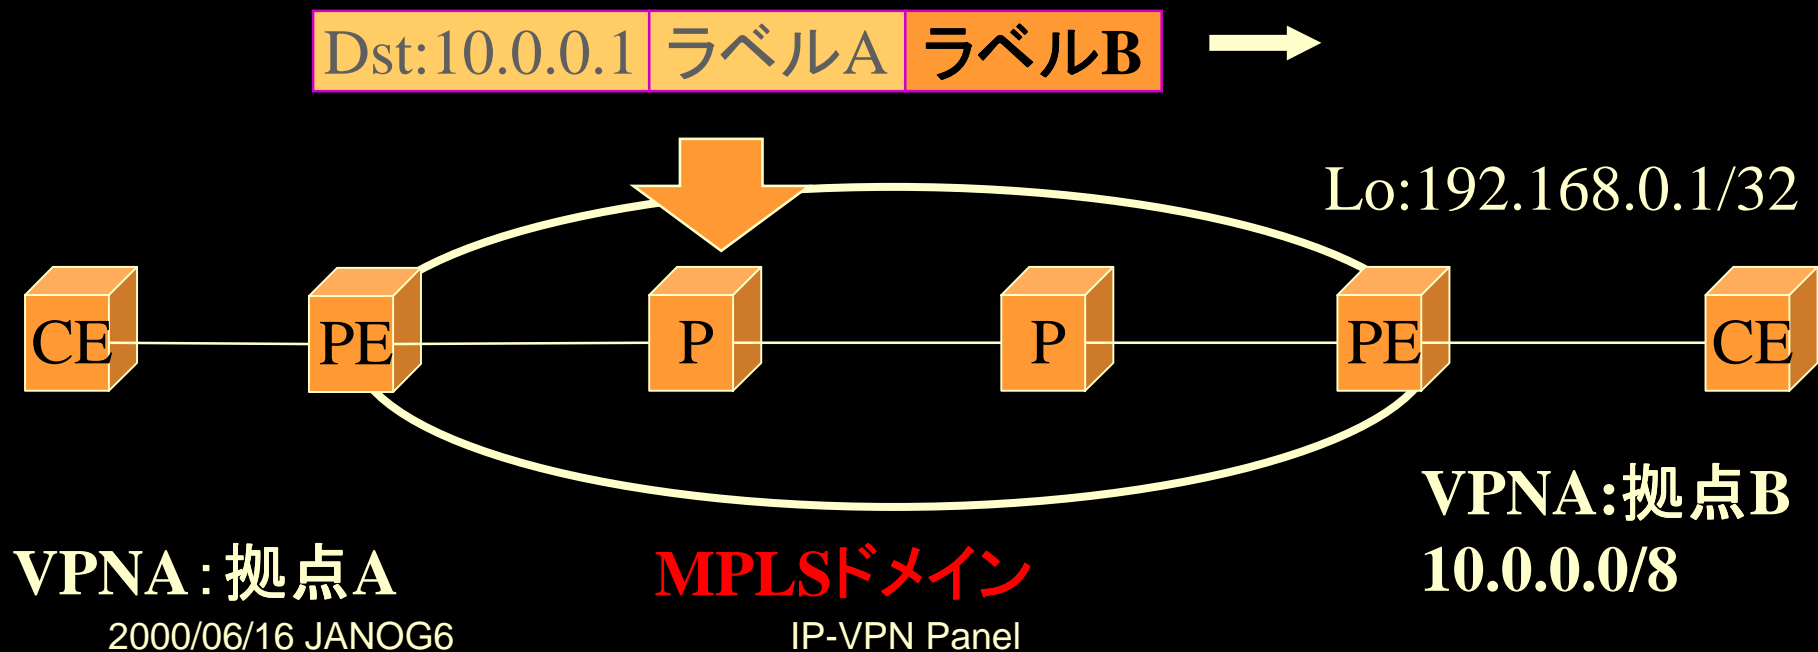 Dst:10.0.0.1 ラベルA ラベルB
Lo:192.168.0.1/32
CE PE P P PE CE
VPNA:拠点B
10.0.0.0/8
VPNA:拠点A
MPLSドメイン
2000/06/16 JANOG6
IP-VPN Panel